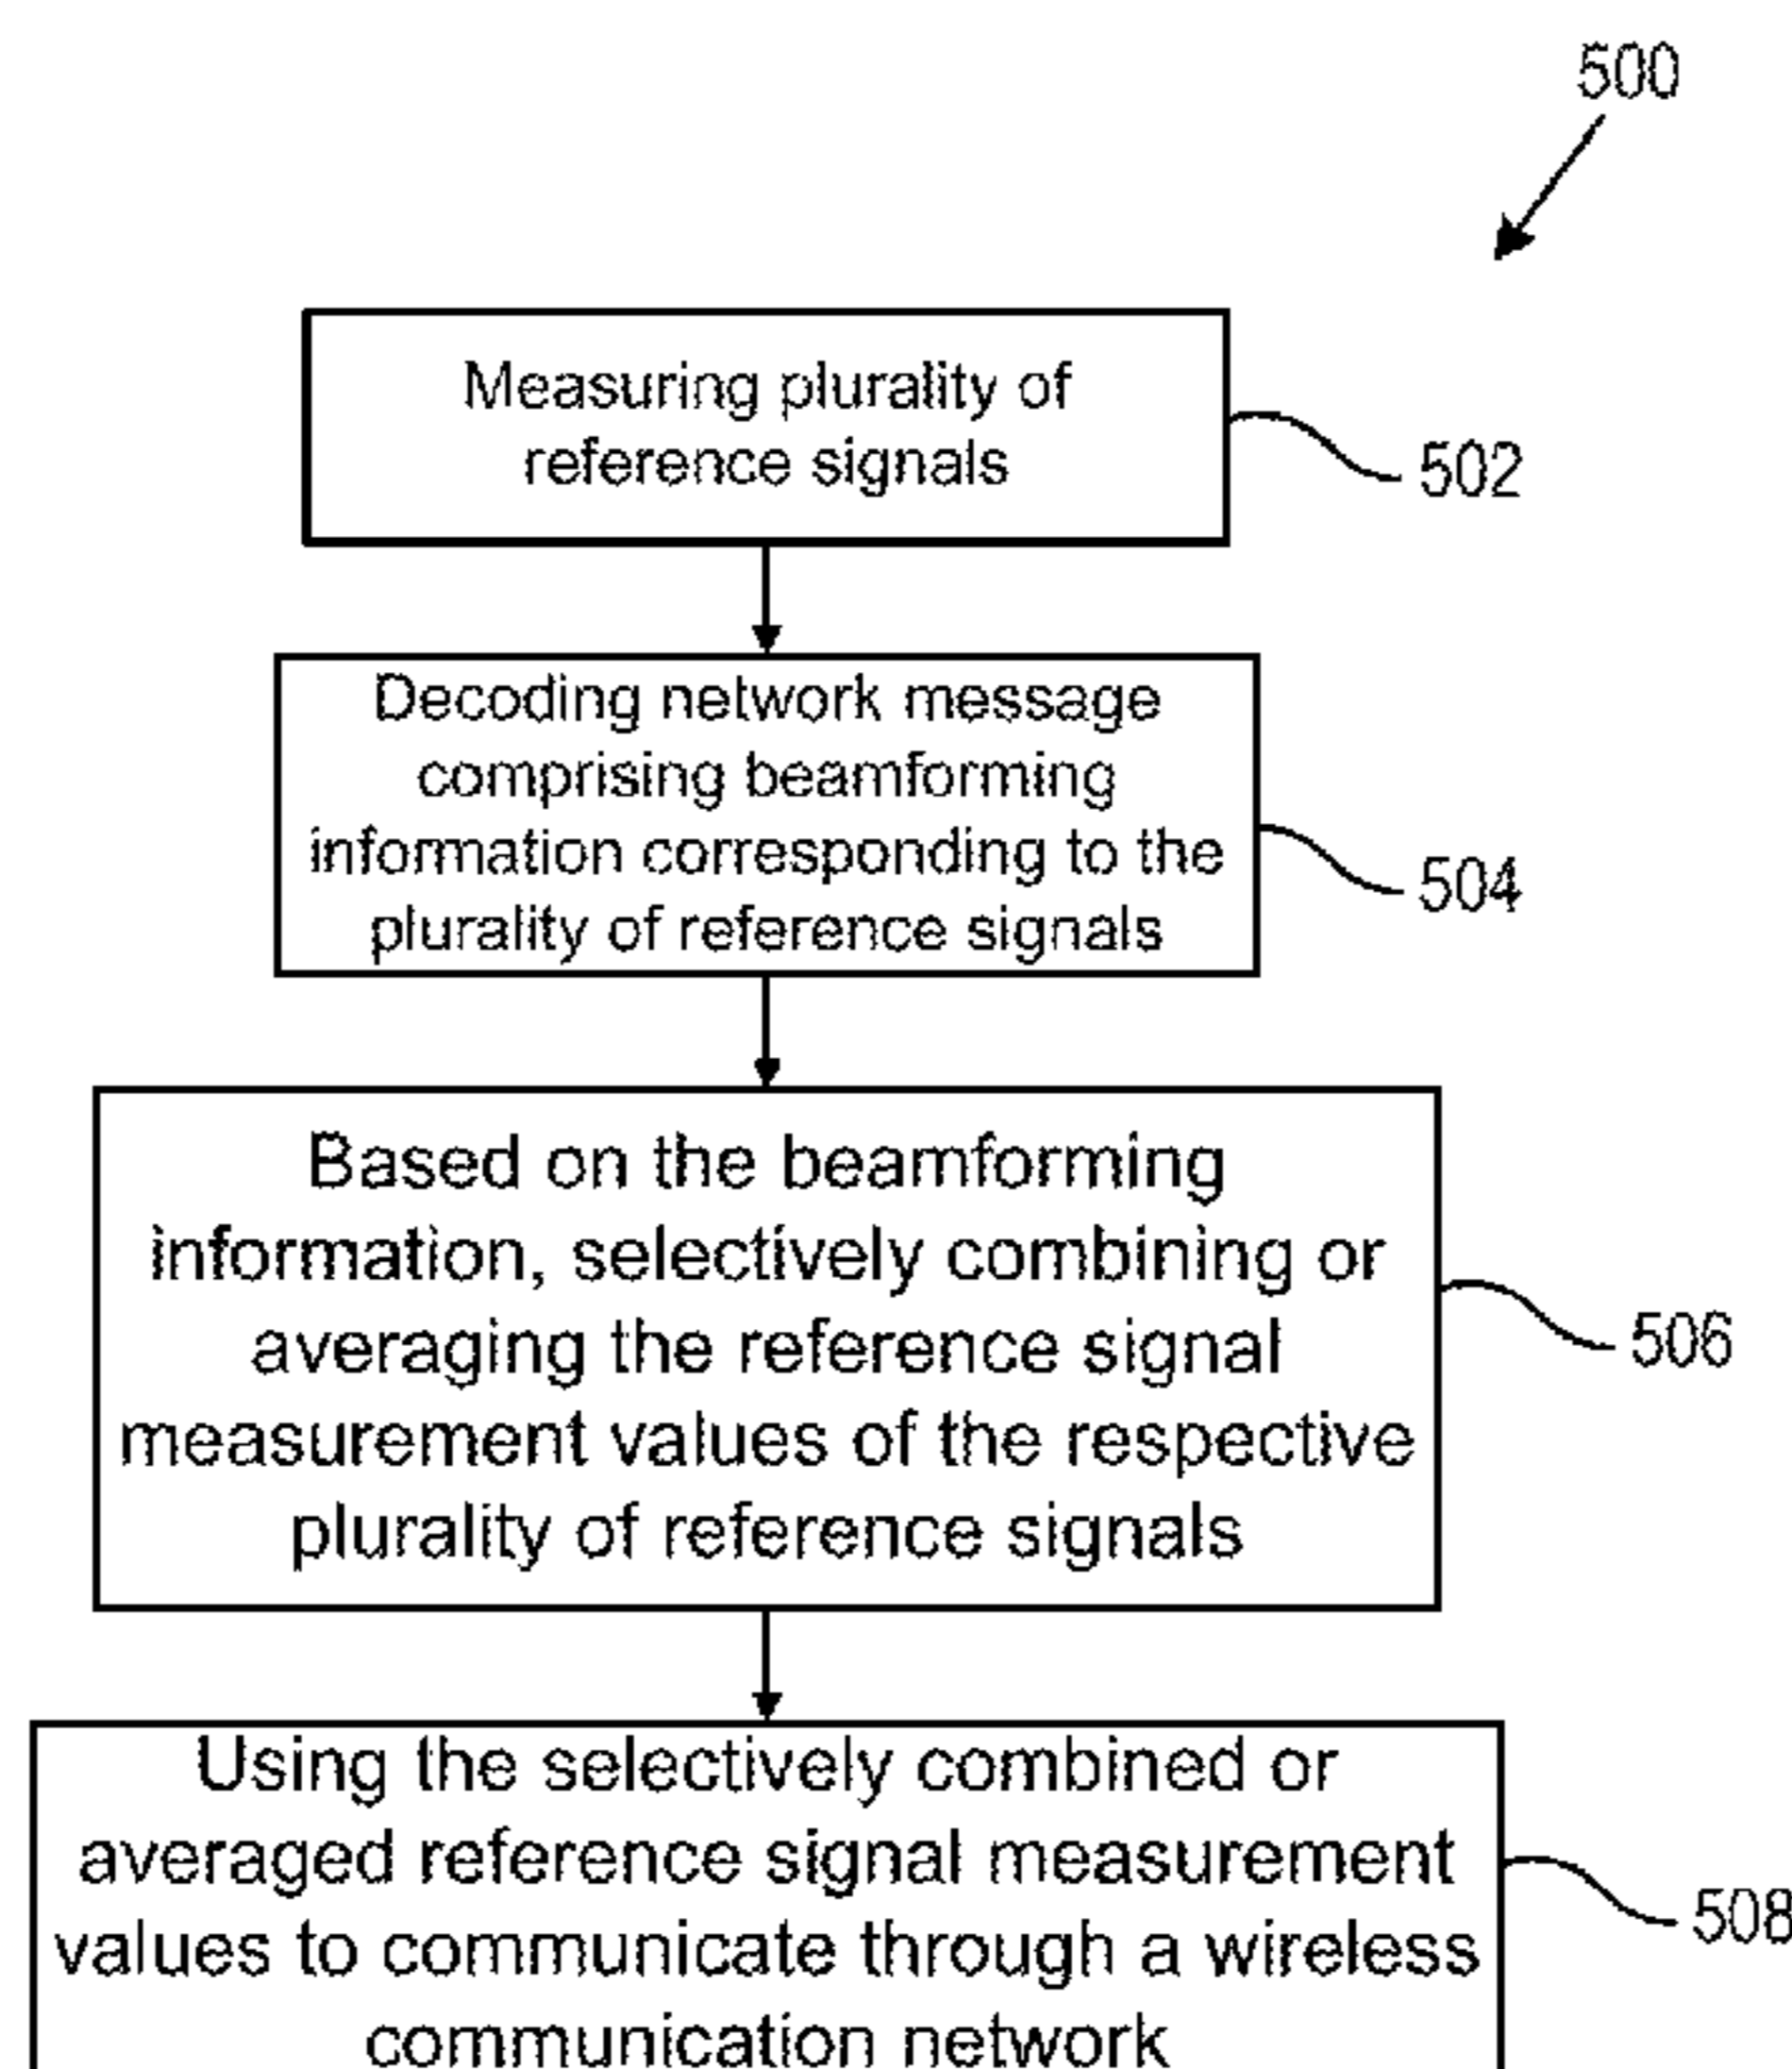 500
Measuring plurality of
reference signals
502
Decoding network message
comprising beamforming
information corresponding to the
plurality of reference signals
504
Based on the beamforming
information, selectively combining or
averaging the reference signal
measurement values of the respective
plurality of reference signals
506
Using the selectively combined or
averaged reference signal measurement
values to communicate through a wireless
communication network
508